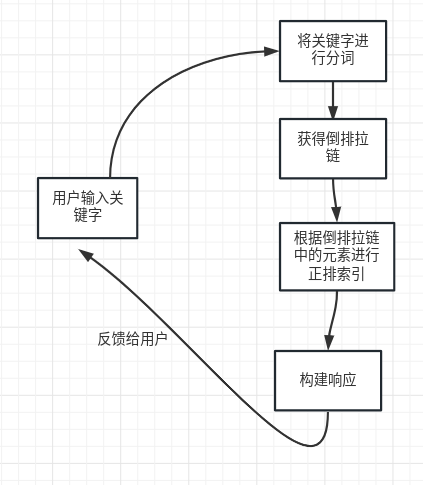 将关键字进
行分词
获得倒排拉
链
用户输入关
键字
根据倒排拉链
中的元素进行
正排索引
反馈给用户
构建响应